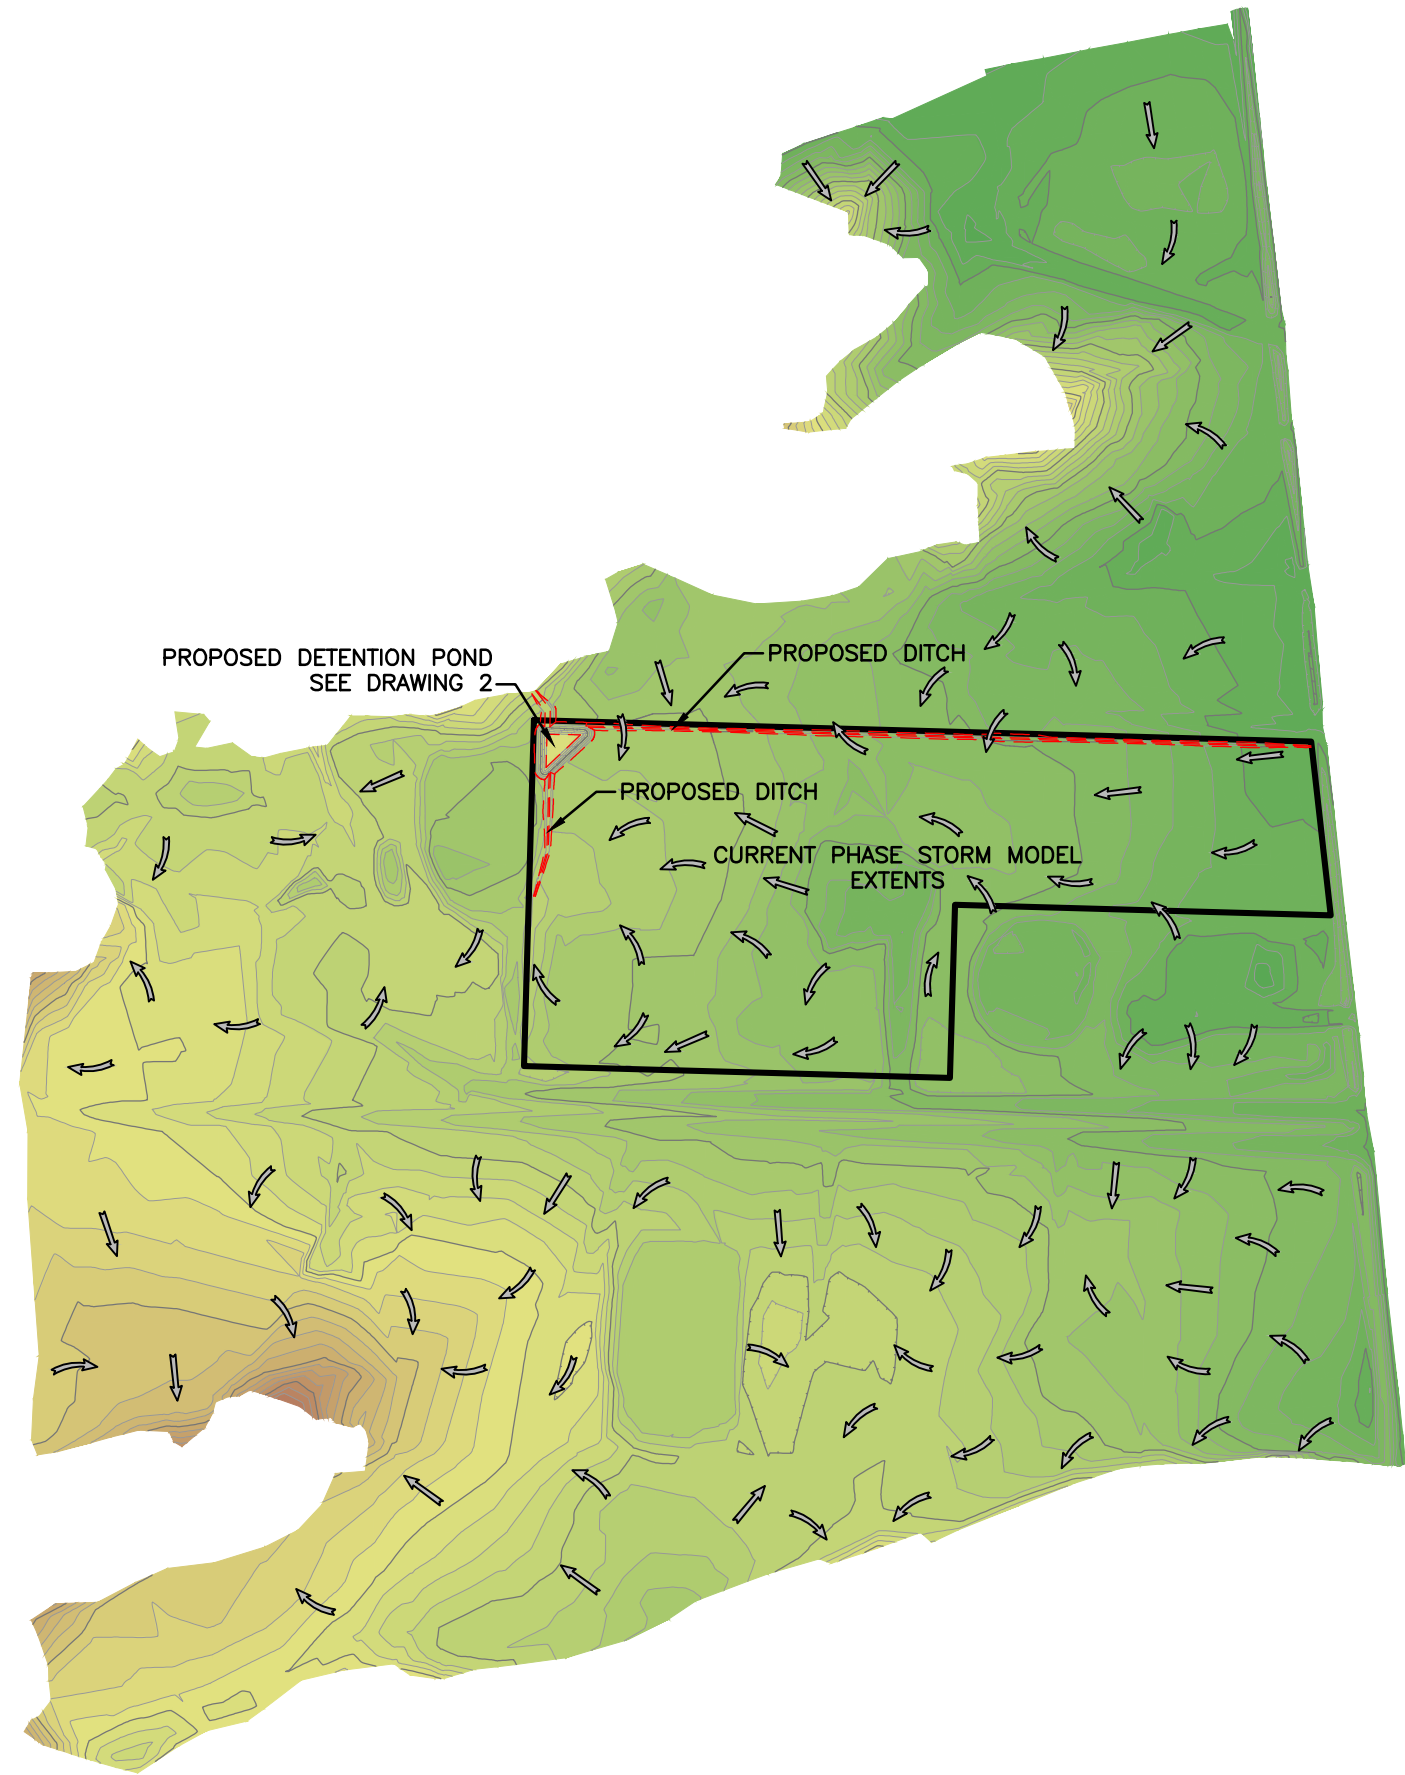 PROPOSED DETENTION POND
SEE DRAWING 2
PROPOSED DITCH
PROPOSED DITCH
CURRENT PHASE STORM MODEL
EXTENTS